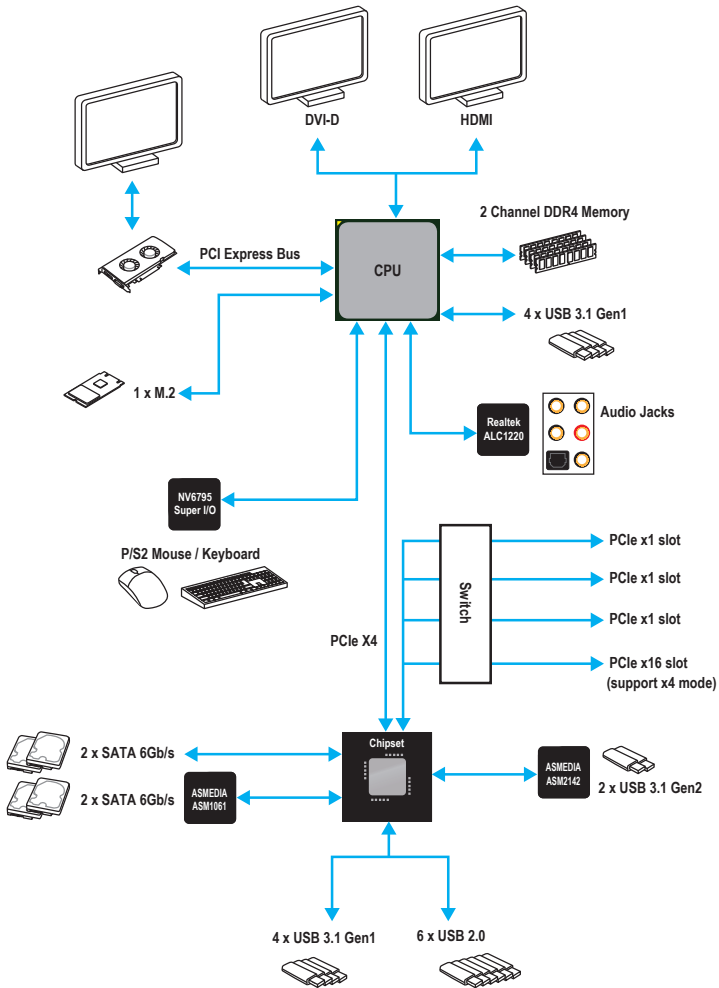 DVI-D
HDMI
2 Channel DDR4 Memory
PCI Express Bus
CPU
4 x USB 3.1 Gen1
1 x M.2
Realtek
ALC1220
Audio Jacks
NV6795
Super I/O
P/S2 Mouse / Keyboard
Switch
PCIe x1 slot
PCIe x1 slot
PCIe x1 slot
PCIe X4
PCIe x16 slot
(support x4 mode)
Chipset
2 x SATA 6Gb/s
2 x SATA 6Gb/s
ASMEDIA
ASM1061
ASMEDIA
ASM2142
2 x USB 3.1 Gen2
4 x USB 3.1 Gen1
6 x USB 2.0